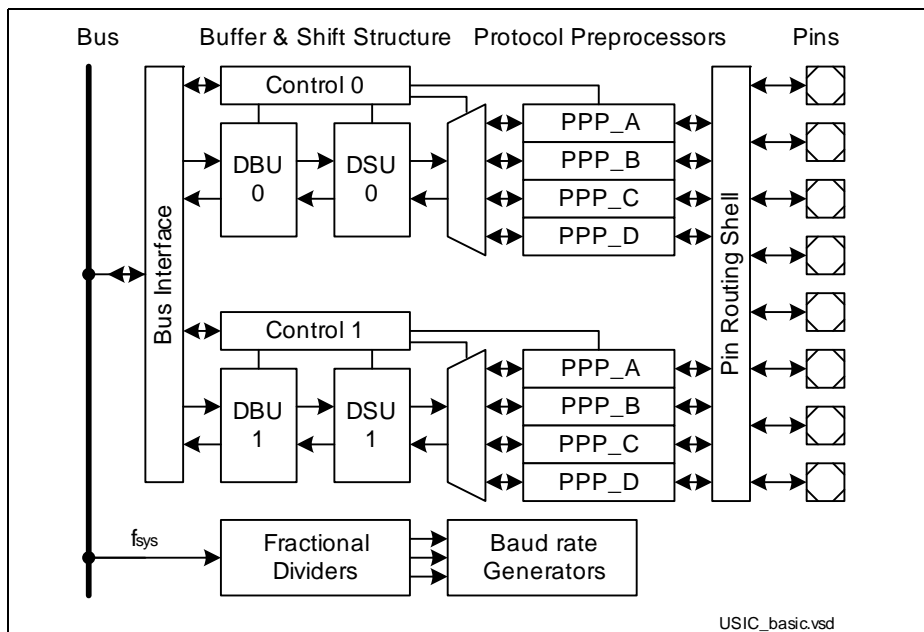 Bus
Buffer & Shift Structure
Protocol Preprocessors
Pins
Bus Interface
Control 0
DBU
0
DSU
0
PPP_A
PPP_B
PPP_C
PPP_D
Pin Routing Shell
Control 1
DBU
1
DSU
1
PPP_A
PPP_B
PPP_C
PPP_D
fsys
Fractional
Dividers
Baud rate
Generators
USIC_basic.vsd